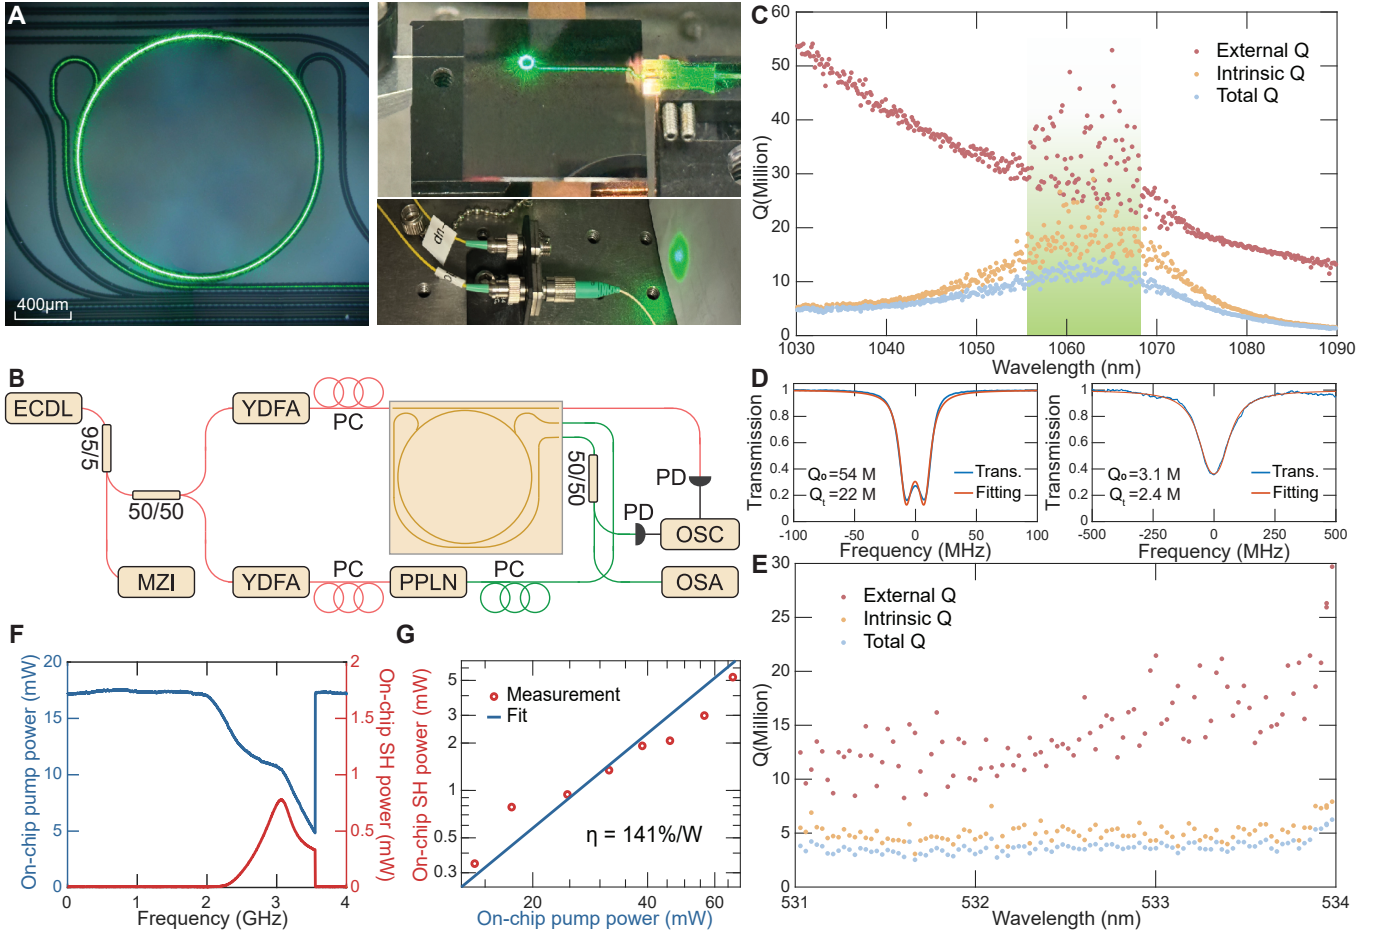 A
400μm
up
C
60
50
40
30
20
10
0
Q(Million)
External Q
Intrinsic Q
Total Q
1030
1040
1050
1060
1070
1080
1090
Wavelength (nm)
B
ECDL
95/5
50/50
MZI
YDFA
PC
YDFA
PC
PPLN
PC
50/50
PD
PD
OSC
OSA
D
Transmission
1
0.8
0.6
0.4
0.2
0
Q₀=54 M
Qₜ=22 M
Trans.
Fitting
-100
-50
0
50
100
Frequency (MHz)
Transmission
1
0.8
0.6
0.4
0.2
0
Q₀=3.1 M
Qₜ=2.4 M
Trans.
Fitting
-500
-250
0
250
500
Frequency (MHz)
E
30
25
20
15
10
5
0
Q(Million)
External Q
Intrinsic Q
Total Q
531
532
533
534
Wavelength (nm)
F
On-chip pump power (mW)
20
15
10
5
0
2
1.5
1
0.5
0
On-chip SH power (mW)
0
1
2
3
4
Frequency (GHz)
G
On-chip SH power (mW)
5
3
2
1
0.5
0.3
Measurement
Fit
η = 141%/W
20
40
60
On-chip pump power (mW)